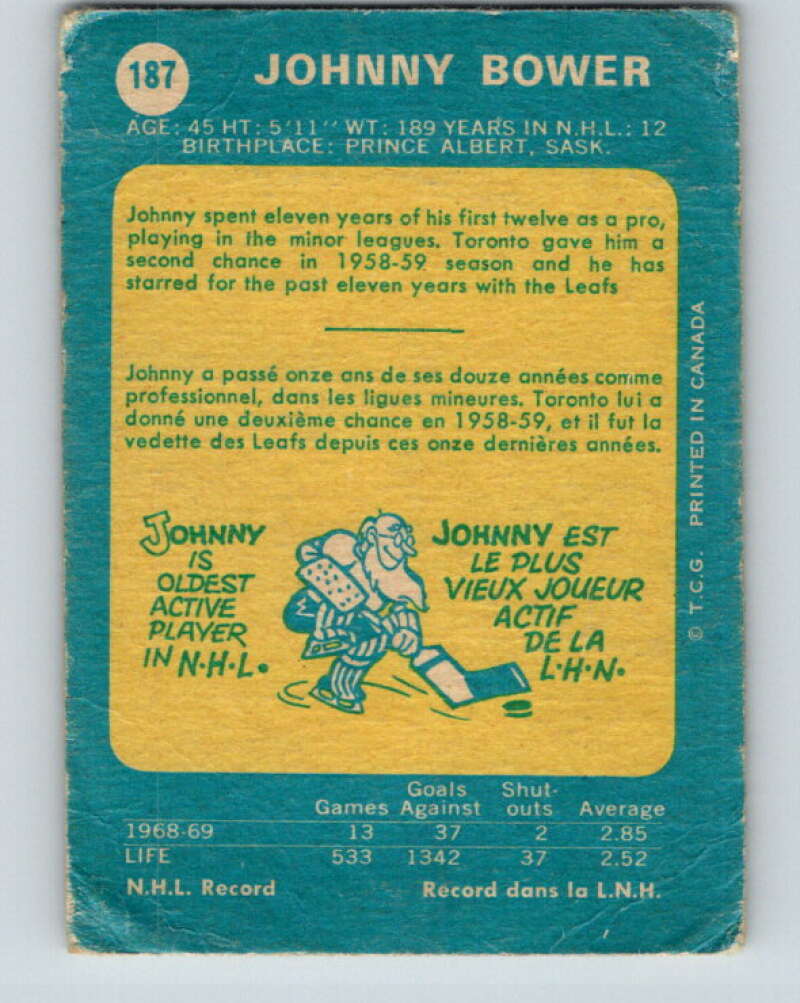 187 JOHNNY BOWER
AGE: 45 HT: 5'11'' WT: 189 YEARS IN N.H.L.: 12
BIRTHPLACE: PRINCE ALBERT, SASK.
Johnny spent eleven years of his first twelve as a pro,
playing in the minor leagues. Toronto gave him a
second chance in 1958-59 season and he has
starred for the past eleven years with the Leafs
Johnny a passé onze ans de ses douze années comme
professionnel, dans les ligues mineures. Toronto lui a
donné une deuxième chance en 1958-59, et il fut la
vedette des Leafs depuis ces onze dernières années.
JOHNNY
IS
OLDEST
ACTIVE
PLAYER
IN N.H.L.
JOHNNY EST
LE PLUS
VIEUX JOUEUR
ACTIF
DE LA
L.H.N.
© T.C.G. PRINTED IN CANADA
Goals Shut-
Games Against outs Average
1968-69 13 37 2 2.85
LIFE 533 1342 37 2.52
N.H.L. Record Record dans la L.N.H.